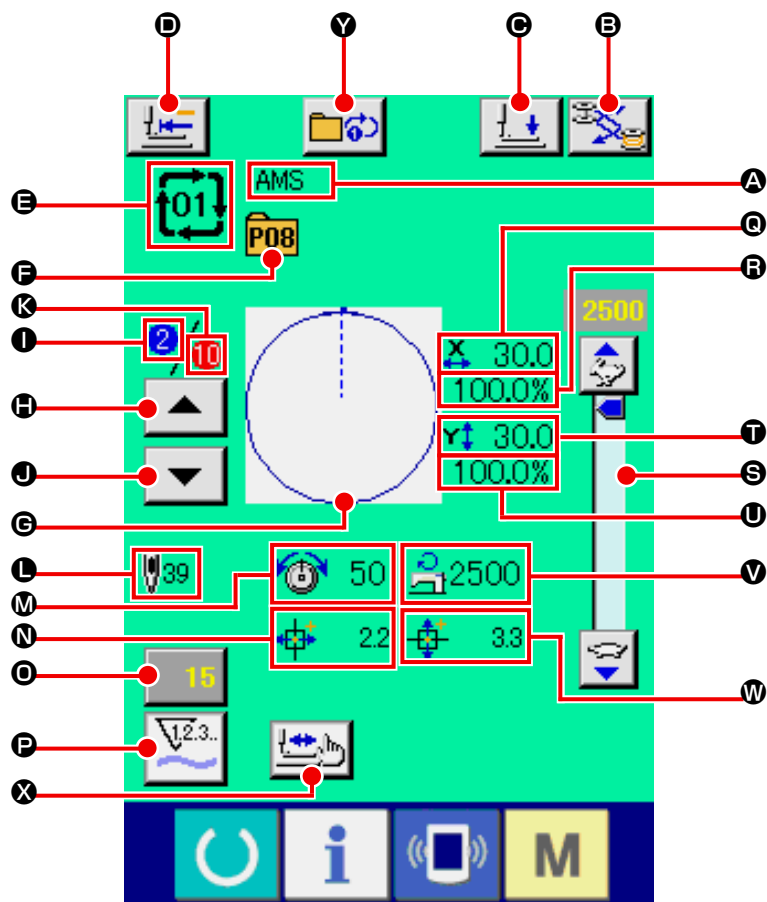 D Y C B
A
AMS
E
01
Q
P08
F
R
K
2500
I
2 / 10
X 30.0
100.0%
H
T
Y 30.0
J
S
100.0%
G
U
L
39
50
2500
V
M
N
2.2
3.3
O
15
W
P
1.2.3..
X
i
M